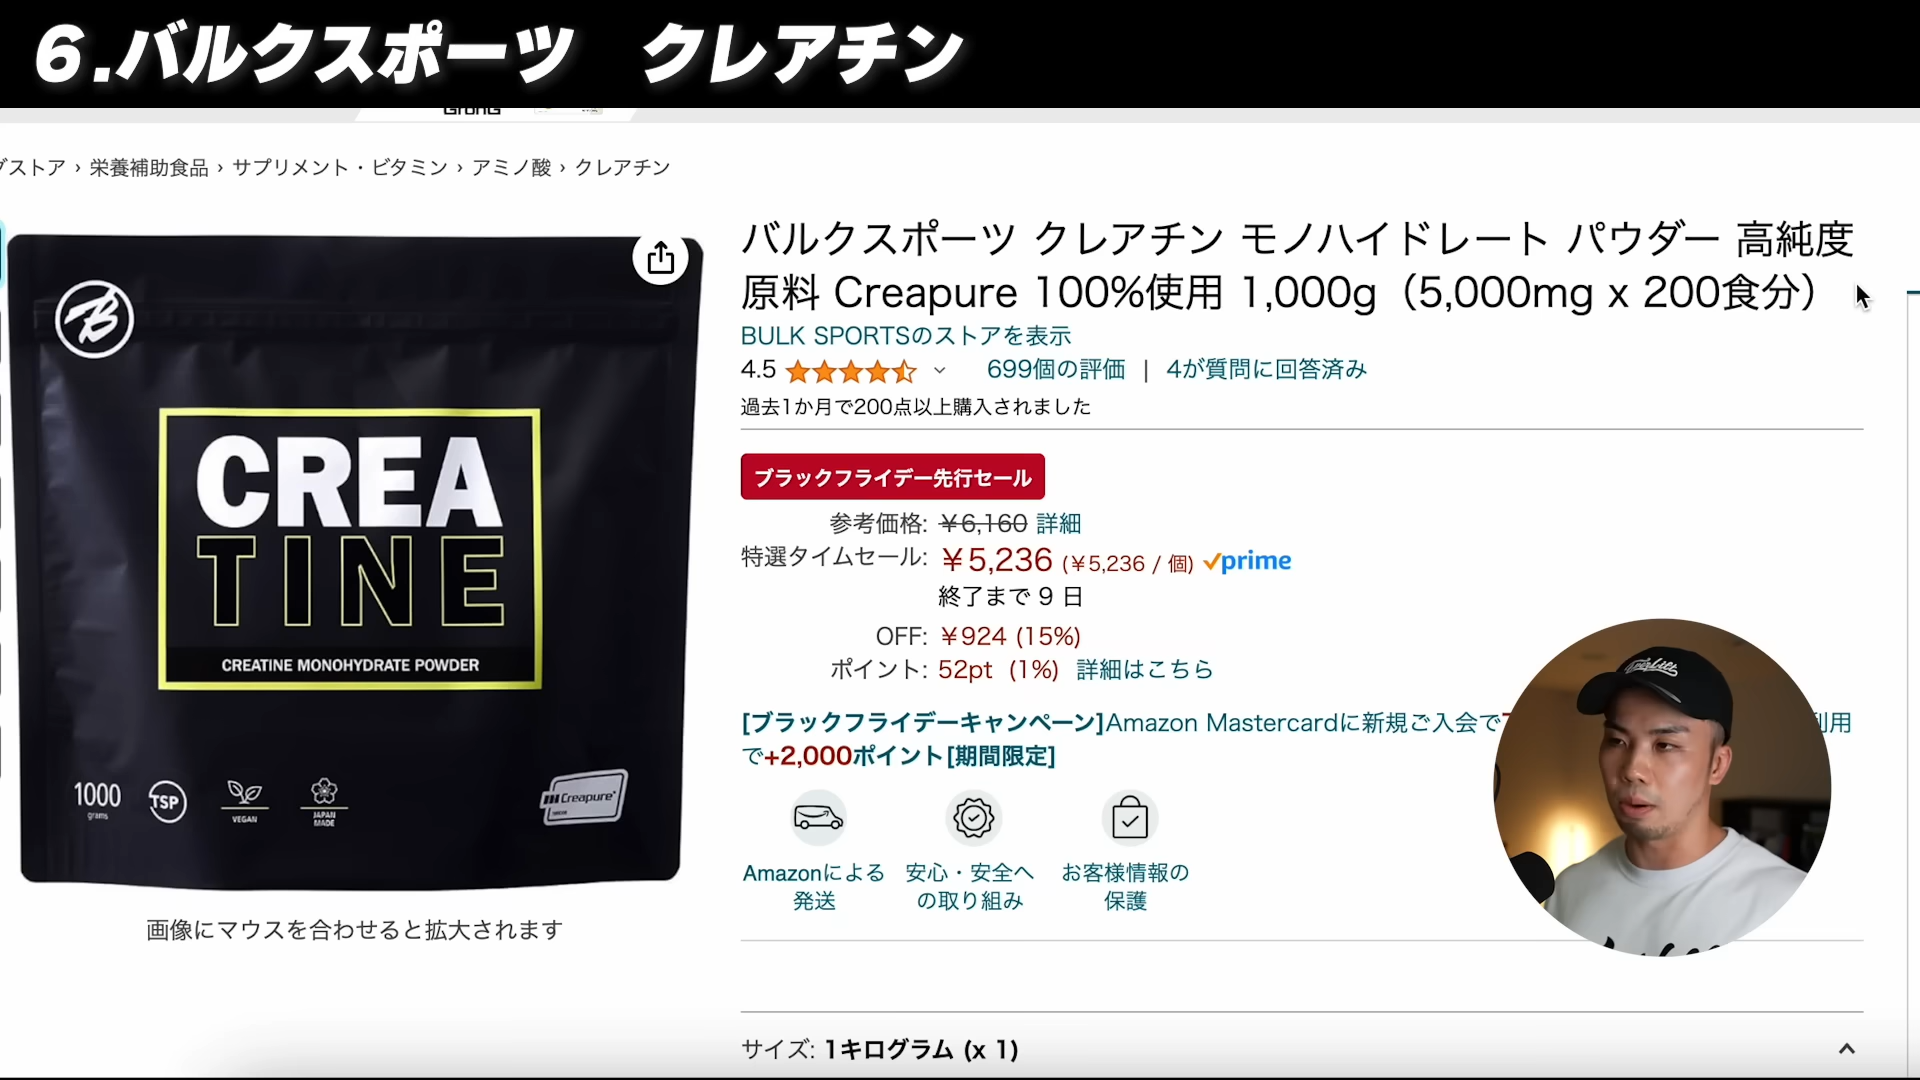 6.バルクスポーツ クレアチン
GronG
グストア › 栄養補助食品 › サプリメント・ビタミン › アミノ酸 › クレアチン
バルクスポーツ クレアチン モノハイドレート パウダー 高純度
原料 Creapure 100%使用 1,000g（5,000mg x 200食分）
BULK SPORTSのストアを表示
4.5 699個の評価 | 4が質問に回答済み
過去1か月で200点以上購入されました
ブラックフライデー先行セール
参考価格: ￥6,160 詳細
特選タイムセール: ￥5,236 (￥5,236 / 個) prime
終了まで 9 日
OFF: ￥924 (15%)
ポイント: 52pt (1%) 詳細はこちら
[ブラックフライデーキャンペーン]Amazon Mastercardに新規ご入会で
利用
で+2,000ポイント[期間限定]
Amazonによる
発送
安心・安全へ
の取り組み
お客様情報の
保護
サイズ: 1キログラム (x 1)
B
CREA
TINE
CREATINE MONOHYDRATE POWDER
1000
grams
TSP
VEGAN
JAPAN
MADE
Creapure
画像にマウスを合わせると拡大されます